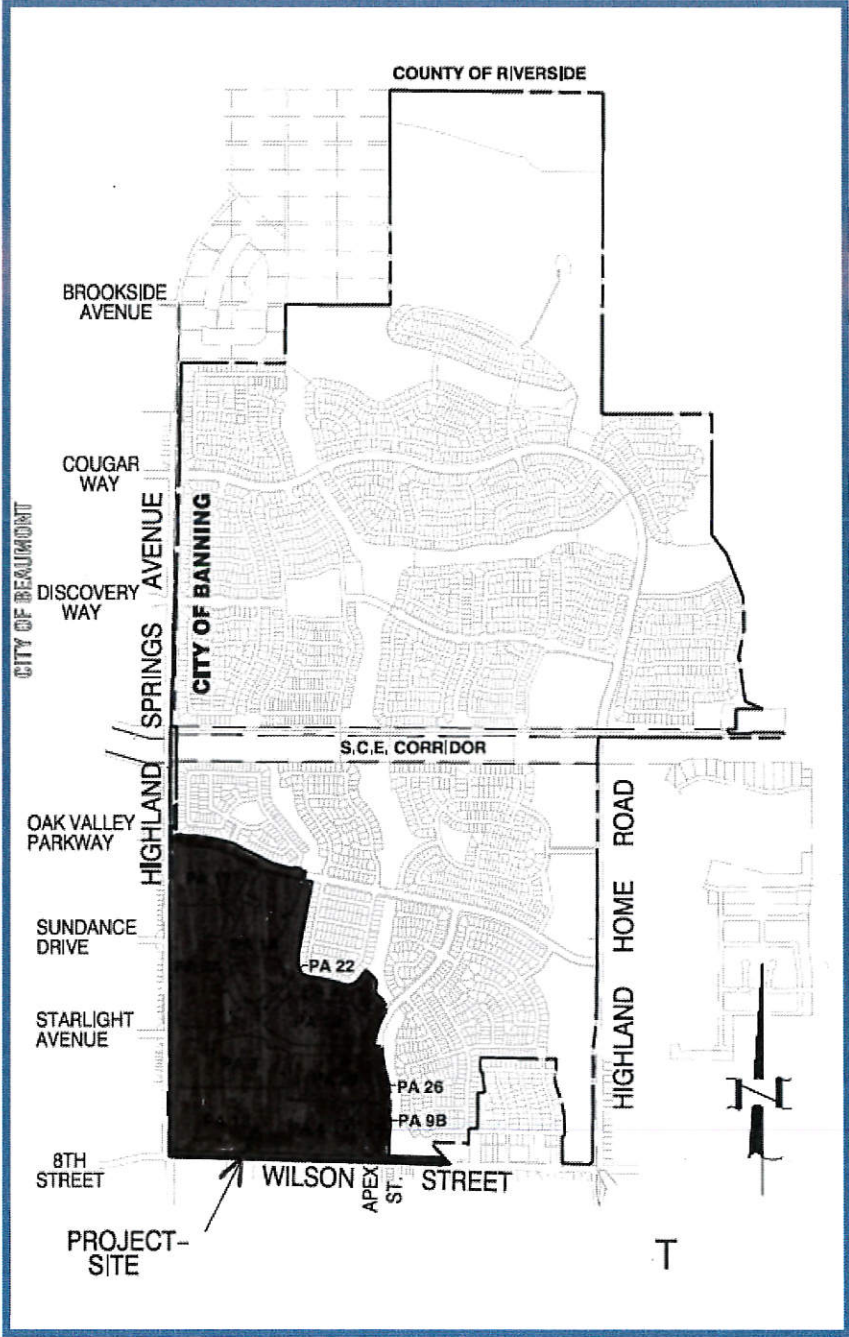 COUNTY OF RIVERSIDE
BROOKSIDE
AVENUE
COUGAR
WAY
CITY OF BEAUMONT
DISCOVERY
WAY
HIGHLAND SPRINGS AVENUE
CITY OF BANNING
S.C.E. CORRIDOR
OAK VALLEY
PARKWAY
SUNDANCE
DRIVE
PA 22
STARLIGHT
AVENUE
PA 26
PA 9B
HIGHLAND HOME ROAD
N
8TH
STREET
WILSON STREET
APEX
ST.
PROJECT-
SITE
T